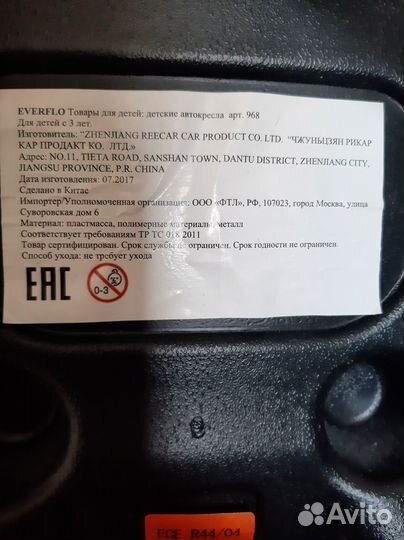 EVERFLO Товары для детей: детские автокресла арт. 968
Для детей с 3 лет.
Изготовитель: "ZHENJIANG REECAR CAR PRODUCT CO. LTD. "ЧЖУНЬЦЗЯН РИКАР
КАР ПРОДАКТ КО. ЛТД.»
Адрес: NO.11, TIETA ROAD, SANSHAN TOWN, DANTU DISTRICT, ZHENJIANG CITY,
JIANGSU PROVINCE, P.R. CHINA
Дата изготовления: 07.2017
Сделано в Китае
Импортер/Уполномоченная организация: ООО «ФТЛ», РФ, 107023, город Москва, улица
Суворовская дом 6
Материал: пластмасса, полимерные материалы, металл
Соответствует требованиям ТР ТС 018 2011
Товар сертифицирован. Срок службы не ограничен. Срок годности не ограничен.
Способ ухода: не требует ухода
EAC
0-3
ECE R44/04
Avito